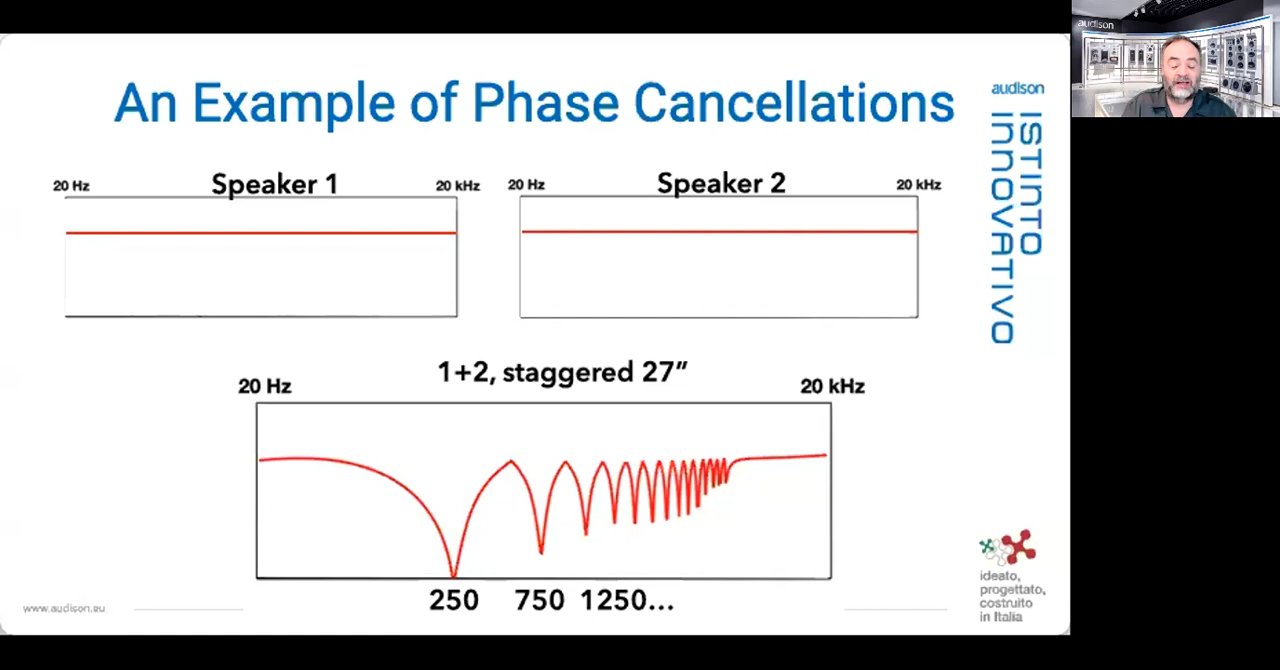 An Example of Phase Cancellations
audison
ISTINTO
INNOVATIVO
20 Hz
Speaker 1
20 kHz
20 Hz
Speaker 2
20 kHz
1+2, staggered 27”
20 Hz
20 kHz
250
750
1250...
www.audison.eu
ideato,
progettato,
costruito
in Italia
audison